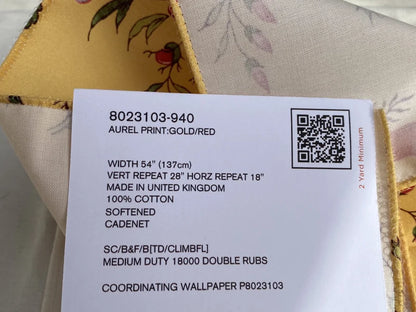 8023103-940
AUREL PRINT:GOLD/RED
WIDTH 54" (137cm)
VERT REPEAT 28" HORZ REPEAT 18"
MADE IN UNITED KINGDOM
100% COTTON
SOFTENED
CADENET
SC/B&F/B[TD/CLIMBFL]
MEDIUM DUTY 18000 DOUBLE RUBS
COORDINATING WALLPAPER P8023103
2 Yard Minimum